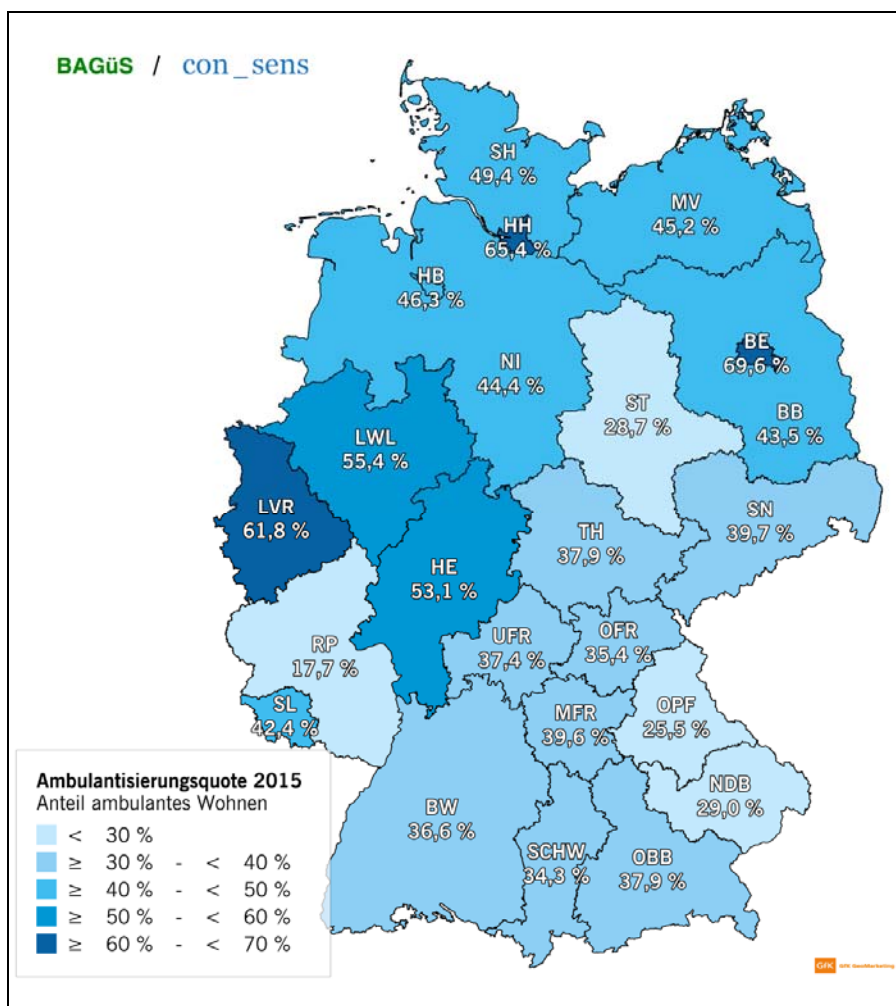 BAGüS / con_sens
SH
49,4 %
MV
45,2 %
HH
65,4 %
HB
46,3 %
BE
69,6 %
NI
44,4 %
ST
28,7 %
BB
43,5 %
LWL
55,4 %
LVR
61,8 %
SN
39,7 %
TH
37,9 %
HE
53,1 %
UFR
37,4 %
OFR
35,4 %
RP
17,7 %
SL
42,4 %
MFR
39,6 %
OPF
25,5 %
NDB
29,0 %
BW
36,6 %
SCHW
34,3 %
OBB
37,9 %
Ambulantisierungsquote 2015
Anteil ambulantes Wohnen
< 30 %
≥ 30 % - < 40 %
≥ 40 % - < 50 %
≥ 50 % - < 60 %
≥ 60 % - < 70 %
GfK GfK GeoMarketing